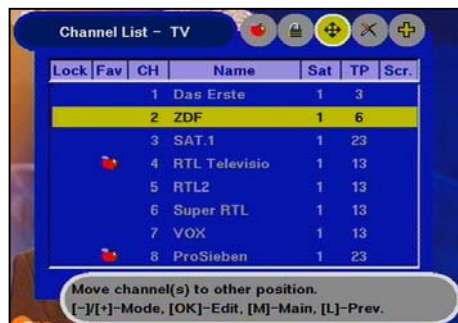 Channel List - TV
Lock Fav CH Name Sat TP Scr.
1 Das Erste 1 3
2 ZDF 1 6
3 SAT.1 1 23
4 RTL Televisio 1 13
5 RTL2 1 13
6 Super RTL 1 13
7 VOX 1 13
8 ProSieben 1 23
Move channel(s) to other position.
[-]/[+]-Mode, [OK]-Edit, [M]-Main, [L]-Prev.